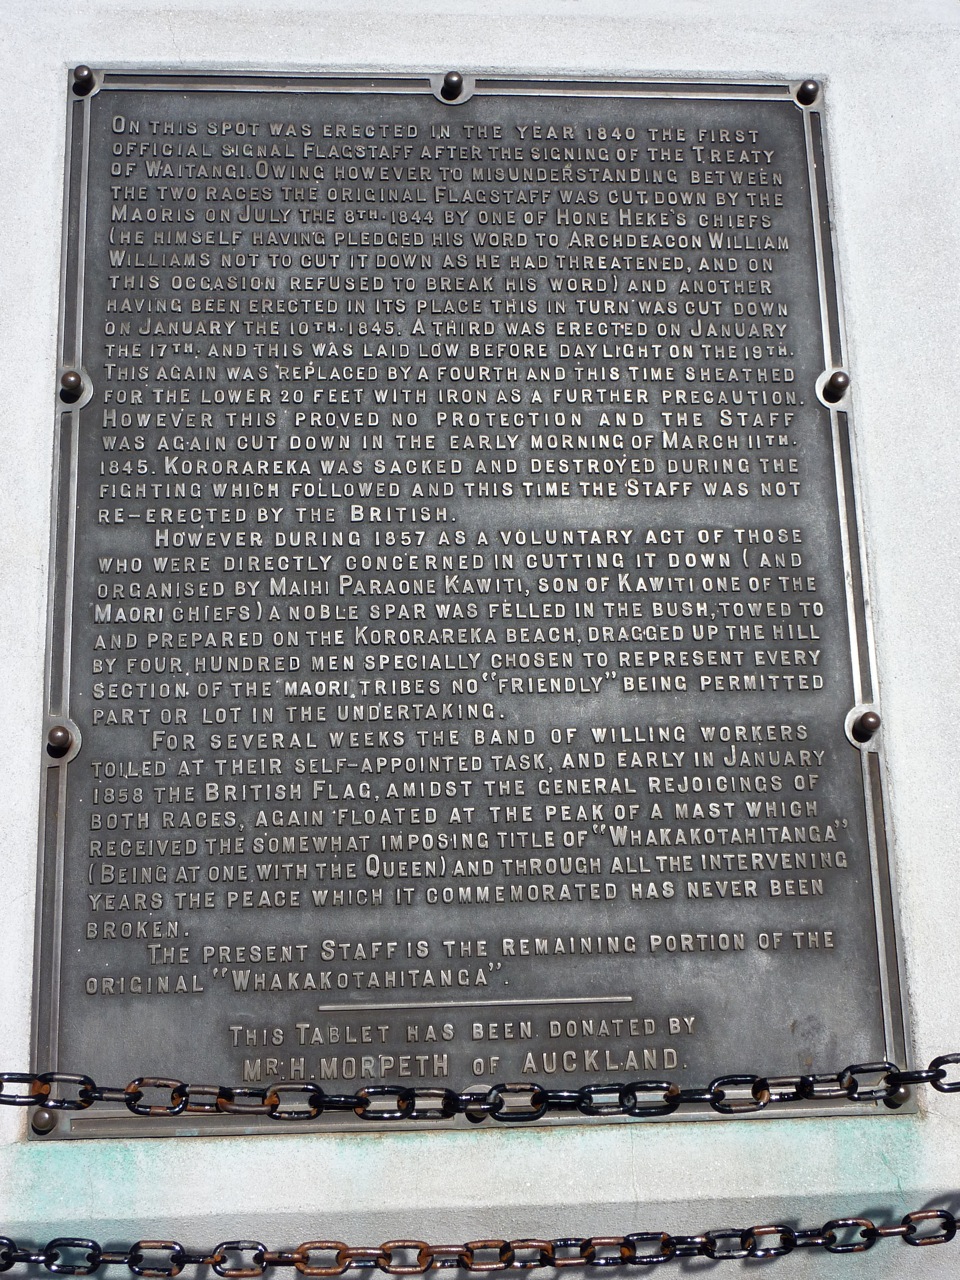 ON THIS SPOT WAS ERECTED IN THE YEAR 1840 THE FIRST
OFFICIAL SIGNAL FLAGSTAFF AFTER THE SIGNING OF THE TREATY
OF WAITANGI. OWING HOWEVER TO MISUNDERSTANDING BETWEEN
THE TWO RACES THE ORIGINAL FLAGSTAFF WAS CUT DOWN BY THE
MAORIS ON JULY THE 8TH. 1844 BY ONE OF HONE HEKE'S CHIEFS
(HE HIMSELF HAVING PLEDGED HIS WORD TO ARCHDEACON WILLIAM
WILLIAMS NOT TO CUT IT DOWN AS HE HAD THREATENED, AND ON
THIS OCCASION REFUSED TO BREAK HIS WORD) AND ANOTHER
HAVING BEEN ERECTED IN ITS PLACE THIS IN TURN WAS CUT DOWN
ON JANUARY THE 10TH. 1845. A THIRD WAS ERECTED ON JANUARY
THE 17TH. AND THIS WAS LAID LOW BEFORE DAYLIGHT ON THE 19TH.
THIS AGAIN WAS REPLACED BY A FOURTH AND THIS TIME SHEATHED
FOR THE LOWER 20 FEET WITH IRON AS A FURTHER PRECAUTION.
HOWEVER THIS PROVED NO PROTECTION AND THE STAFF
WAS AGAIN CUT DOWN IN THE EARLY MORNING OF MARCH 11TH.
1845. KORORAREKA WAS SACKED AND DESTROYED DURING THE
FIGHTING WHICH FOLLOWED AND THIS TIME THE STAFF WAS NOT
RE-ERECTED BY THE BRITISH.
HOWEVER DURING 1857 AS A VOLUNTARY ACT OF THOSE
WHO WERE DIRECTLY CONCERNED IN CUTTING IT DOWN (AND
ORGANISED BY MAIHI PARAONE KAWITI, SON OF KAWITI ONE OF THE
MAORI CHIEFS) A NOBLE SPAR WAS FELLED IN THE BUSH, TOWED TO
AND PREPARED ON THE KORORAREKA BEACH, DRAGGED UP THE HILL
BY FOUR HUNDRED MEN SPECIALLY CHOSEN TO REPRESENT EVERY
SECTION OF THE MAORI TRIBES NO "FRIENDLY" BEING PERMITTED
PART OR LOT IN THE UNDERTAKING.
FOR SEVERAL WEEKS THE BAND OF WILLING WORKERS
TOILED AT THEIR SELF-APPOINTED TASK, AND EARLY IN JANUARY
1858 THE BRITISH FLAG, AMIDST THE GENERAL REJOICINGS OF
BOTH RACES, AGAIN FLOATED AT THE PEAK OF A MAST WHICH
RECEIVED THE SOMEWHAT IMPOSING TITLE OF "WHAKAKOTAHITANGA"
(BEING AT ONE WITH THE QUEEN) AND THROUGH ALL THE INTERVENING
YEARS THE PEACE WHICH IT COMMEMORATED HAS NEVER BEEN
BROKEN.
THE PRESENT STAFF IS THE REMAINING PORTION OF THE
ORIGINAL "WHAKAKOTAHITANGA".
THIS TABLET HAS BEEN DONATED BY
MR. H. MORPETH OF AUCKLAND.